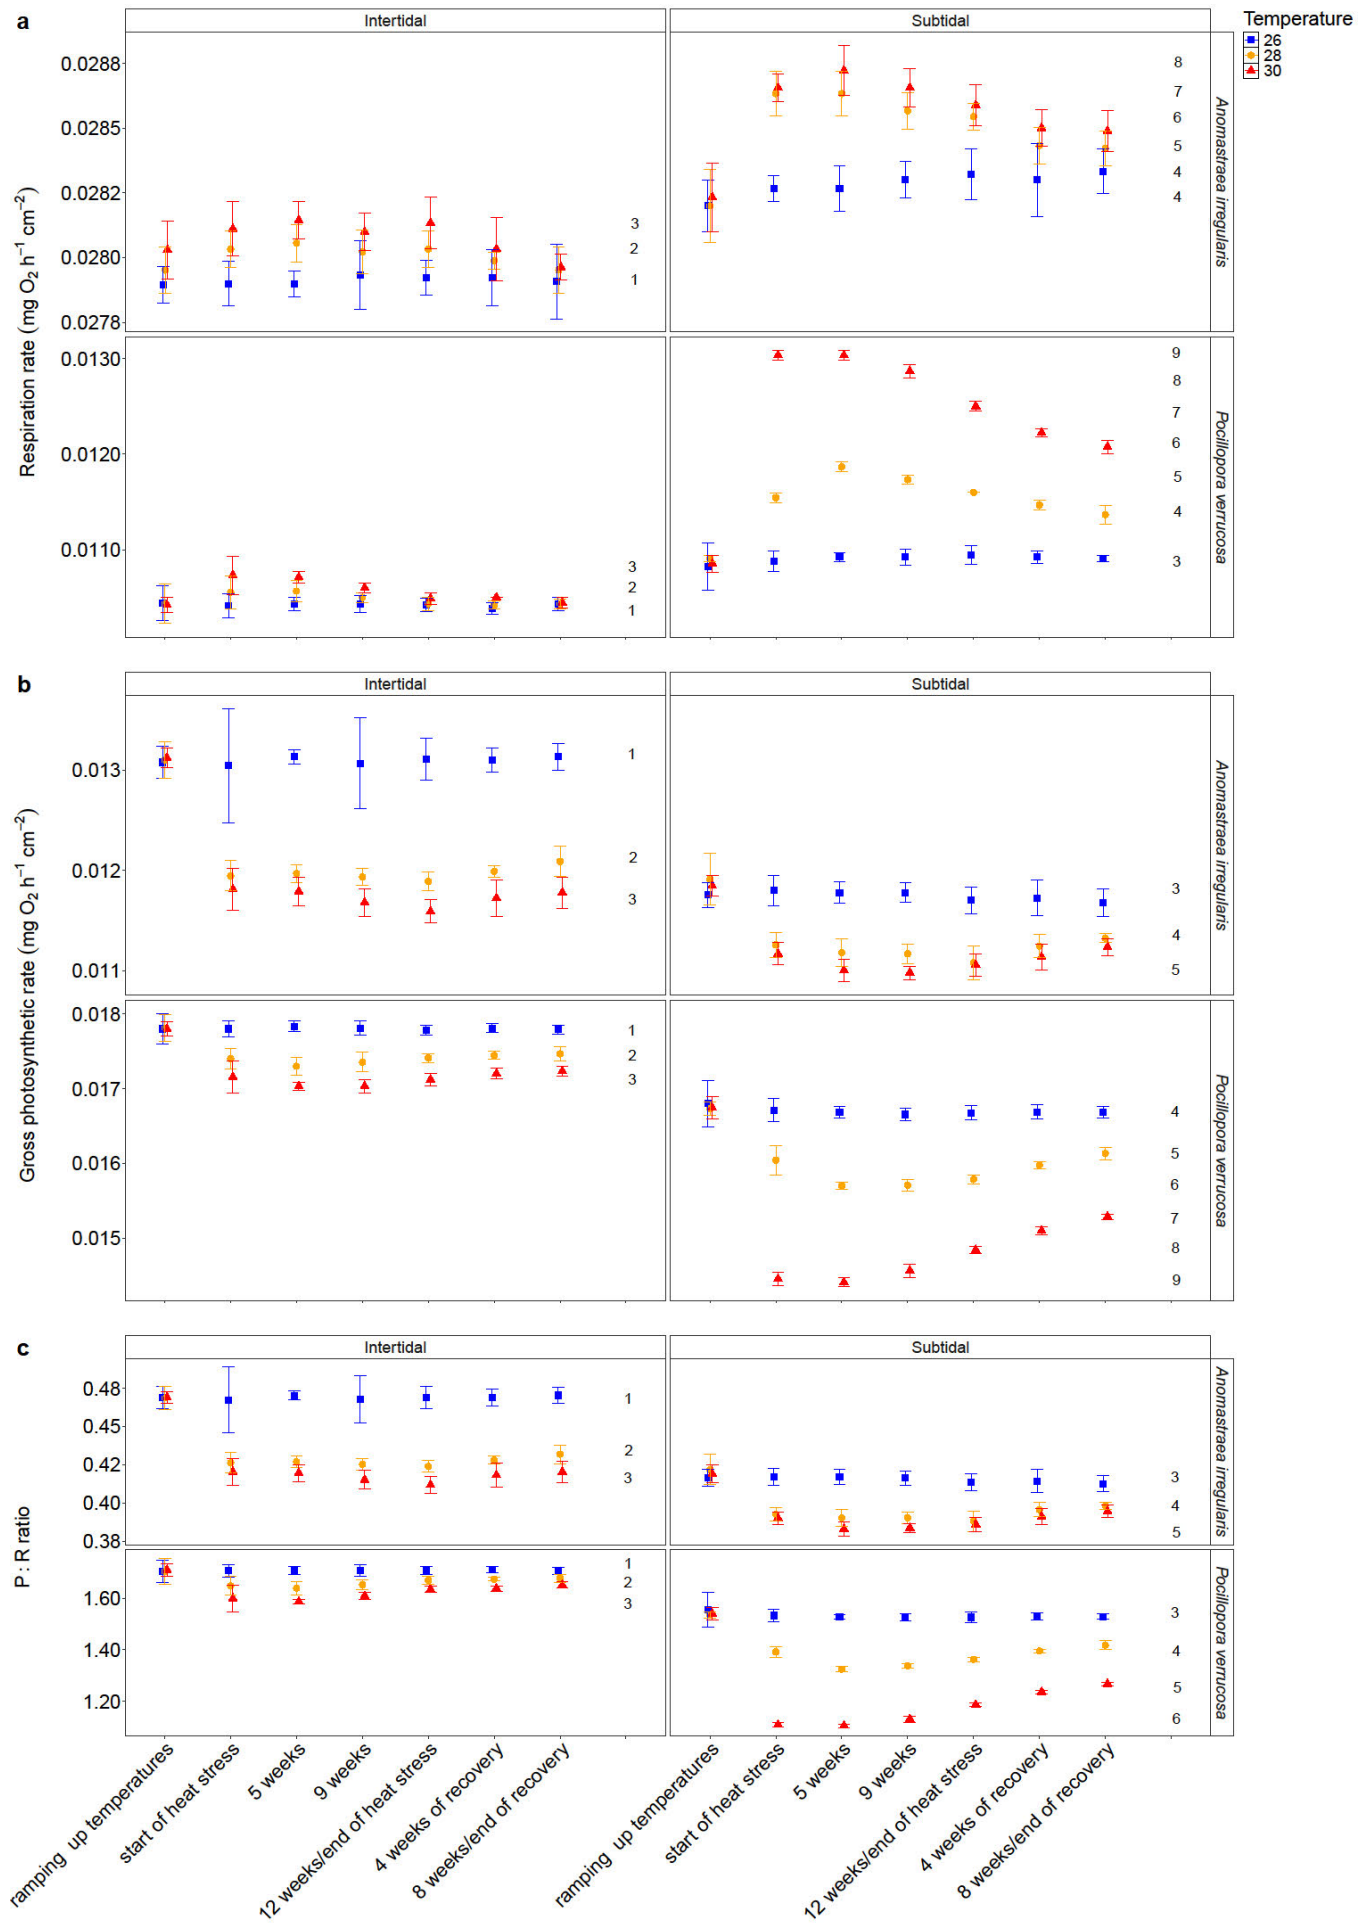 a
Intertidal
Subtidal
Temperature
26
28
30
Respiration rate (mg O₂ h⁻¹ cm⁻²)
0.0288
0.0285
0.0282
0.0280
0.0278
3
2
1
8
7
6
5
4
4
Anomastraea irregularis
0.0130
0.0120
0.0110
3
2
1
9
8
7
6
5
4
3
Pocillopora verrucosa
b
Intertidal
Subtidal
Gross photosynthetic rate (mg O₂ h⁻¹ cm⁻²)
0.013
0.012
0.011
1
2
3
3
4
5
Anomastraea irregularis
0.018
0.017
0.016
0.015
1
2
3
4
5
6
7
8
9
Pocillopora verrucosa
c
Intertidal
Subtidal
P : R ratio
0.48
0.45
0.42
0.40
0.38
1
2
3
3
4
5
Anomastraea irregularis
1.60
1.40
1.20
1
2
3
3
4
5
6
Pocillopora verrucosa
ramping up temperatures
start of heat stress
5 weeks
9 weeks
12 weeks/end of heat stress
4 weeks of recovery
8 weeks/end of recovery
ramping up temperatures
start of heat stress
5 weeks
9 weeks
12 weeks/end of heat stress
4 weeks of recovery
8 weeks/end of recovery